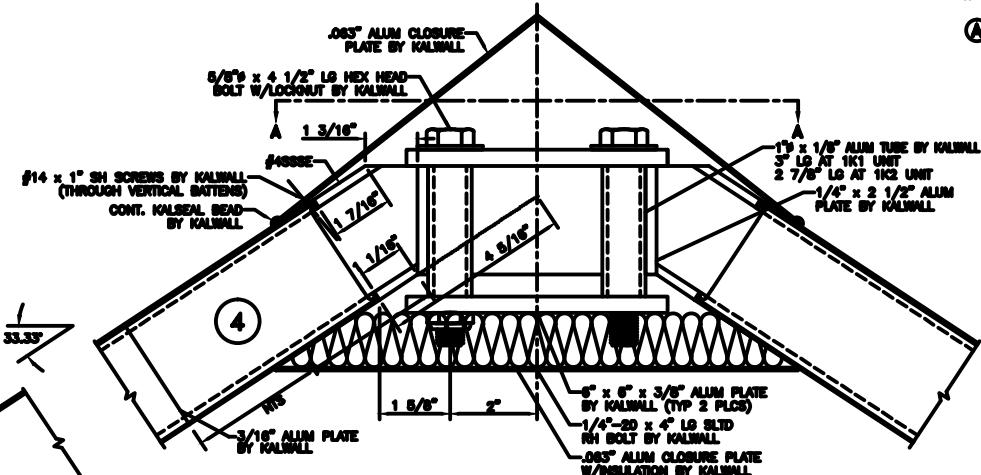 .063" ALUM CLOSURE
PLATE BY KALWALL
A
5/8"ø x 4 1/2" LG HEX HEAD
BOLT W/LOCKNUT BY KALWALL
A
A
1 3/16"
#4SSSE
#14 x 1" SH SCREWS BY KALWALL
(THROUGH VERTICAL BATTENS)
CONT. KALSEAL BEAD
BY KALWALL
1"ø x 1/8" ALUM TUBE BY KALWALL
3" LG AT 1K1 UNIT
2 7/8" LG AT 1K2 UNIT
1/4" x 2 1/2" ALUM
PLATE BY KALWALL
1 7/16"
1 1/16"
4 5/16"
4
33.33°
N1S
1 5/8"
2"
3/16" ALUM PLATE
BY KALWALL
6" x 6" x 3/8" ALUM PLATE
BY KALWALL (TYP 2 PLCS)
1/4"-20 x 4" LG SLTD
RH BOLT BY KALWALL
.063" ALUM CLOSURE PLATE
W/INSULATION BY KALWALL